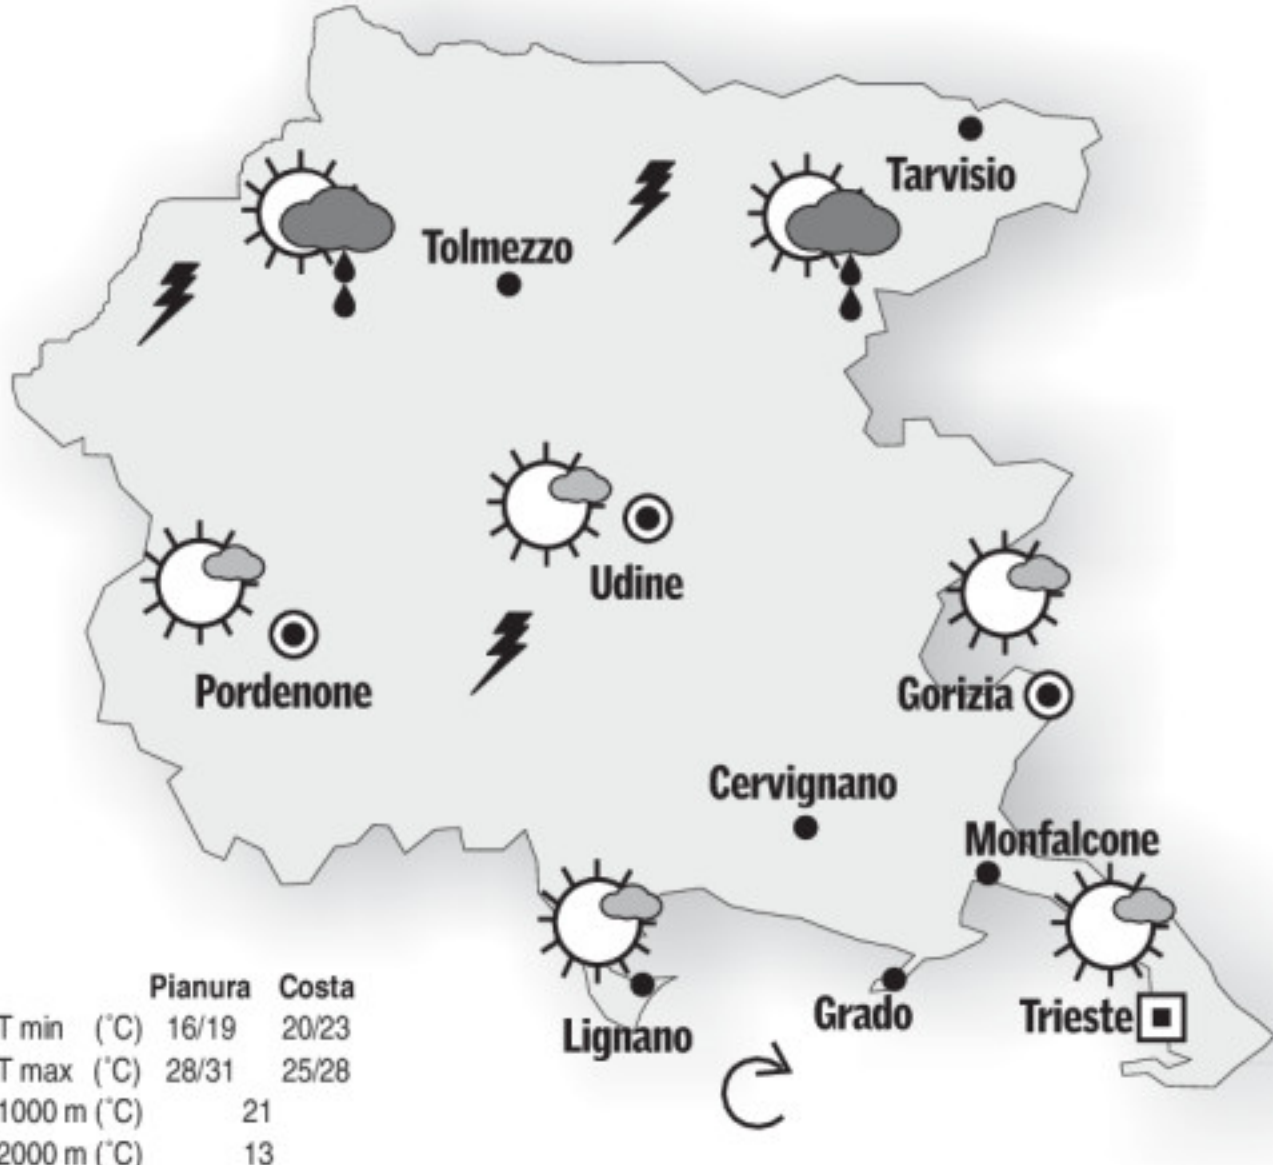 Tarvisio
Tolmezzo
Udine
Pordenone
Gorizia
Cervignano
Monfalcone
Grado
Trieste
Lignano
Pianura Costa
T min (°C) 16/19 20/23
T max (°C) 28/31 25/28
1000 m (°C) 21
2000 m (°C) 13